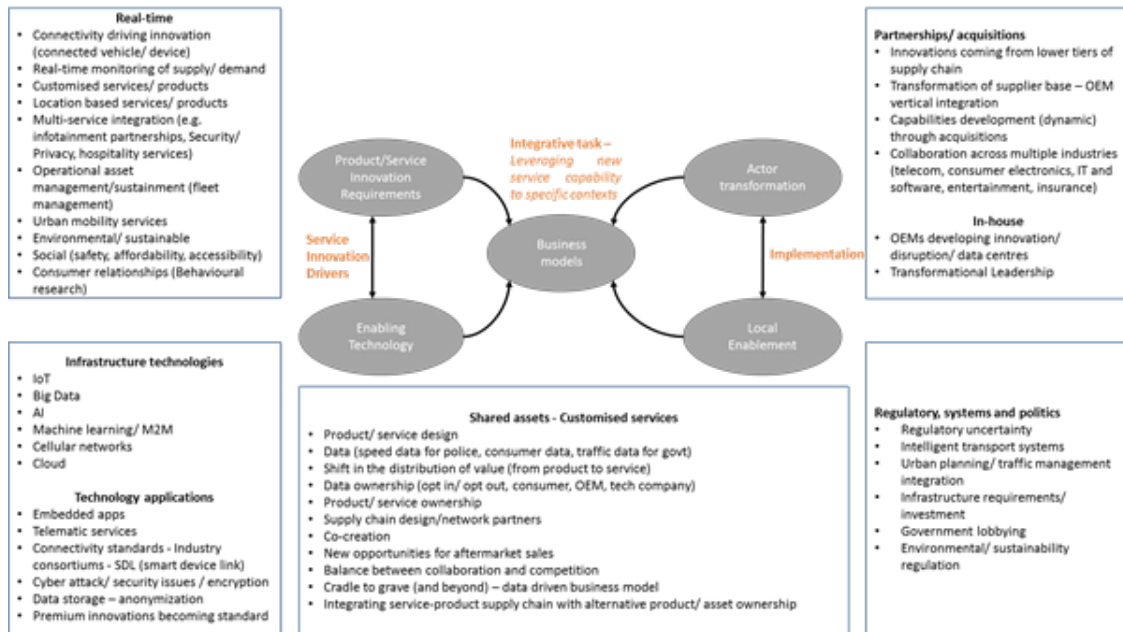 Real-time
• Connectivity driving innovation
(connected vehicle/ device)
• Real-time monitoring of supply/ demand
• Customised services/ products
• Location based services/ products
• Multi-service integration (e.g.
infotainment partnerships, Security/
Privacy, hospitality services)
• Operational asset
management/sustainment (fleet
management)
• Urban mobility services
• Environmental/ sustainable
• Social (safety, affordability, accessibility)
• Consumer relationships (Behavioural
research)
Product/Service
Innovation
Requirements
Integrative task –
Leveraging new
service capability
to specific contexts
Actor
transformation
Business
models
Service
Innovation
Drivers
Implementation
Enabling
Technology
Local
Enablement
Partnerships/ acquisitions
• Innovations coming from lower tiers of
supply chain
• Transformation of supplier base – OEM
vertical integration
• Capabilities development (dynamic)
through acquisitions
• Collaboration across multiple industries
(telecom, consumer electronics, IT and
software, entertainment, insurance)
In-house
• OEMs developing innovation/
disruption/ data centres
• Transformational Leadership
Infrastructure technologies
• IoT
• Big Data
• AI
• Machine learning/ M2M
• Cellular networks
• Cloud
Technology applications
• Embedded apps
• Telematic services
• Connectivity standards - Industry
consortiums - SDL (smart device link)
• Cyber attack/ security issues / encryption
• Data storage – anonymization
• Premium innovations becoming standard
Shared assets - Customised services
• Product/ service design
• Data (speed data for police, consumer data, traffic data for govt)
• Shift in the distribution of value (from product to service)
• Data ownership (opt in/ opt out, consumer, OEM, tech company)
• Product/ service ownership
• Supply chain design/network partners
• Co-creation
• New opportunities for aftermarket sales
• Balance between collaboration and competition
• Cradle to grave (and beyond) – data driven business model
• Integrating service-product supply chain with alternative product/ asset ownership
Regulatory, systems and politics
• Regulatory uncertainty
• Intelligent transport systems
• Urban planning/ traffic management
integration
• Infrastructure requirements/
investment
• Government lobbying
• Environmental/ sustainability
regulation